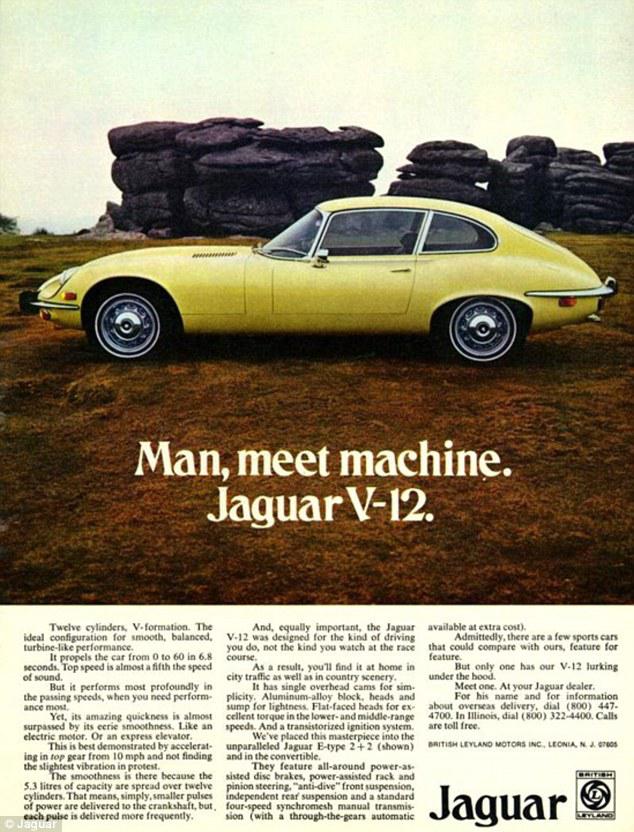 Man, meet machine.
Jaguar V-12.
Twelve cylinders, V-formation. The
ideal configuration for smooth, balanced,
turbine-like performance.
It propels the car from 0 to 60 in 6.8
seconds. Top speed is almost a fifth the speed
of sound.
But it performs most profoundly in
the passing speeds, when you need perform-
ance most.
Yet, its amazing quickness is almost
surpassed by its eerie smoothness. Like an
electric motor. Or an express elevator.
This is best demonstrated by accelerat-
ing in top gear from 10 mph and not finding
the slightest vibration in protest.
The smoothness is there because the
5.3 litres of capacity are spread over twelve
cylinders. That means, simply, smaller pulses
of power are delivered to the crankshaft, but
each pulse is delivered more frequently.
And, equally important, the Jaguar
V-12 was designed for the kind of driving
you do, not the kind you watch at the race
course.
As a result, you'll find it at home in
city traffic as well as in country scenery.
It has single overhead cams for sim-
plicity. Aluminum-alloy block, heads and
sump for lightness. Flat-faced heads for ex-
cellent torque in the lower- and middle-range
speeds. And a transistorized ignition system.
We've placed this masterpiece into the
unparalleled Jaguar E-type 2+2 (shown)
and in the convertible.
They feature all-around power-as-
sisted disc brakes, power-assisted rack and
pinion steering, "anti-dive" front suspension,
independent rear suspension and a standard
four-speed synchromesh manual transmis-
sion (with a through-the-gears automatic
available at extra cost).
Admittedly, there are a few sports cars
that could compare with ours, feature for
feature.
But only one has our V-12 lurking
under the hood.
Meet one. At your Jaguar dealer.
For his name and for information
about overseas delivery, dial (800) 447-
4700. In Illinois, dial (800) 322-4400. Calls
are toll free.
BRITISH LEYLAND MOTORS INC., LEONIA, N. J. 07605
Jaguar
BRITISH
LEYLAND
© Jaguar